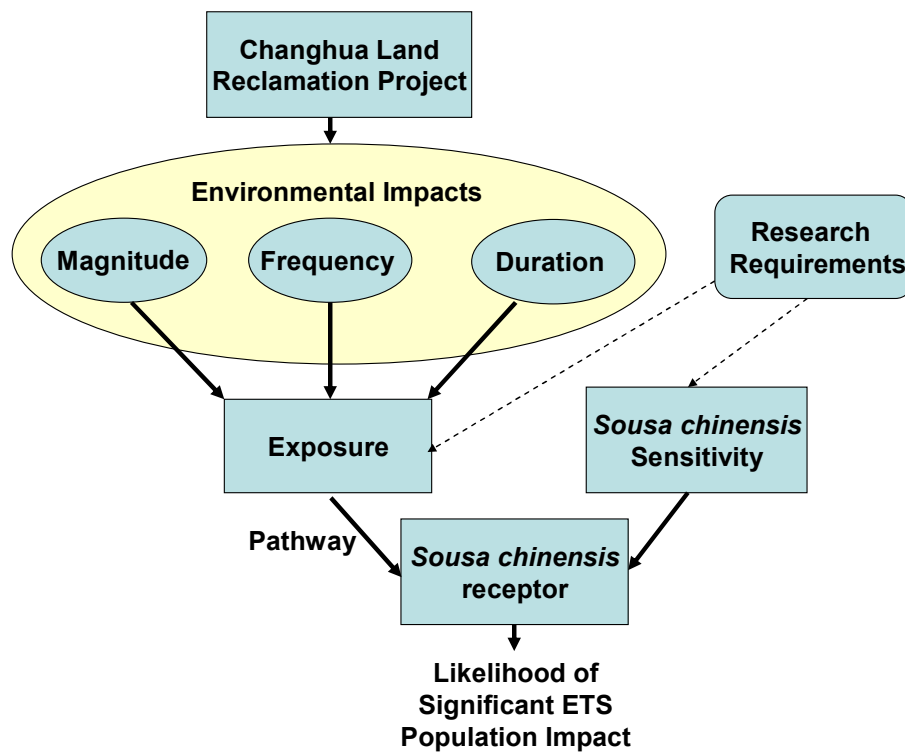 Changhua Land
Reclamation Project
Environmental Impacts
Magnitude
Frequency
Duration
Research
Requirements
Exposure
Sousa chinensis
Sensitivity
Pathway
Sousa chinensis
receptor
Likelihood of
Significant ETS
Population Impact